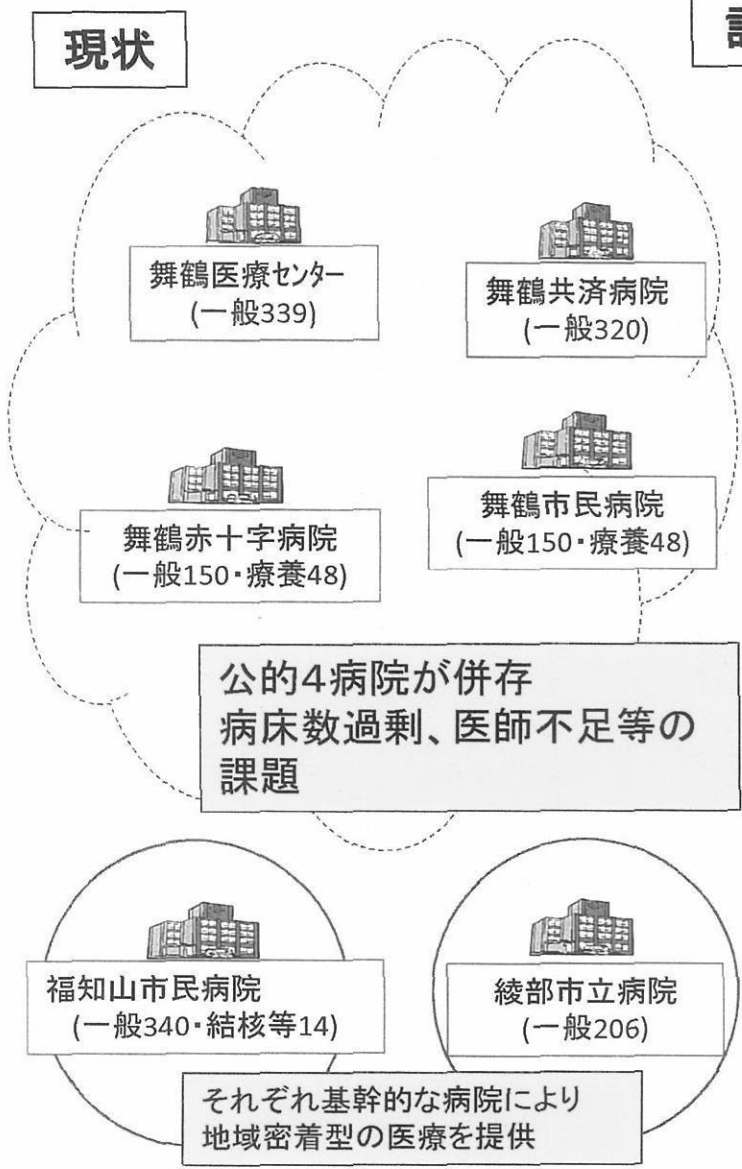 現状
舞鶴医療センター
(一般339)
舞鶴共済病院
(一般320)
舞鶴赤十字病院
(一般150・療養48)
舞鶴市民病院
(一般150・療養48)
公的4病院が併存
病床数過剰、医師不足等の
課題
福知山市民病院
(一般340・結核等14)
綾部市立病院
(一般206)
それぞれ基幹的な病院により
地域密着型の医療を提供